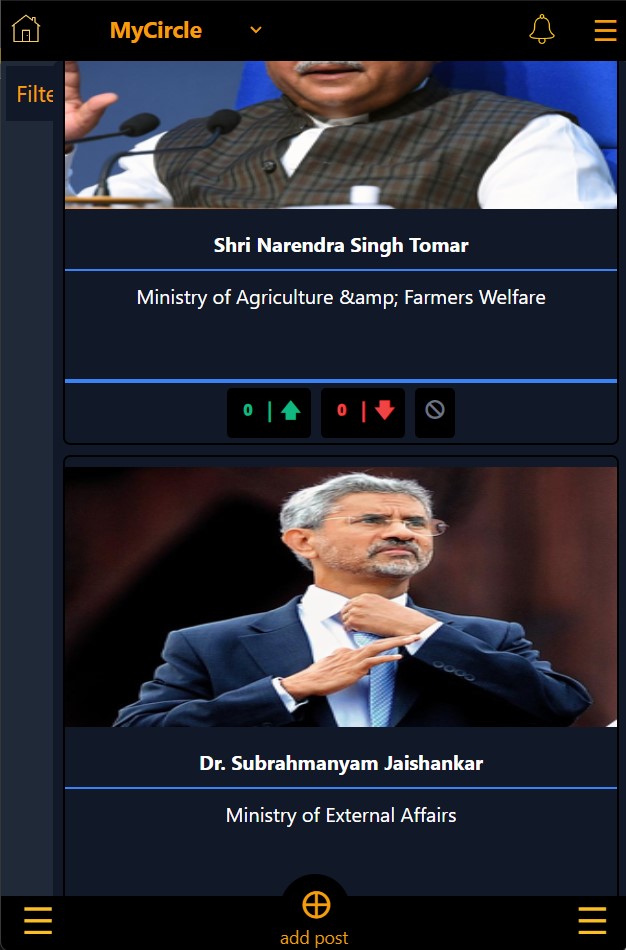 MyCircle
Filte
Shri Narendra Singh Tomar
Ministry of Agriculture &amp; Farmers Welfare
0 | 0 |
Dr. Subrahmanyam Jaishankar
Ministry of External Affairs
add post